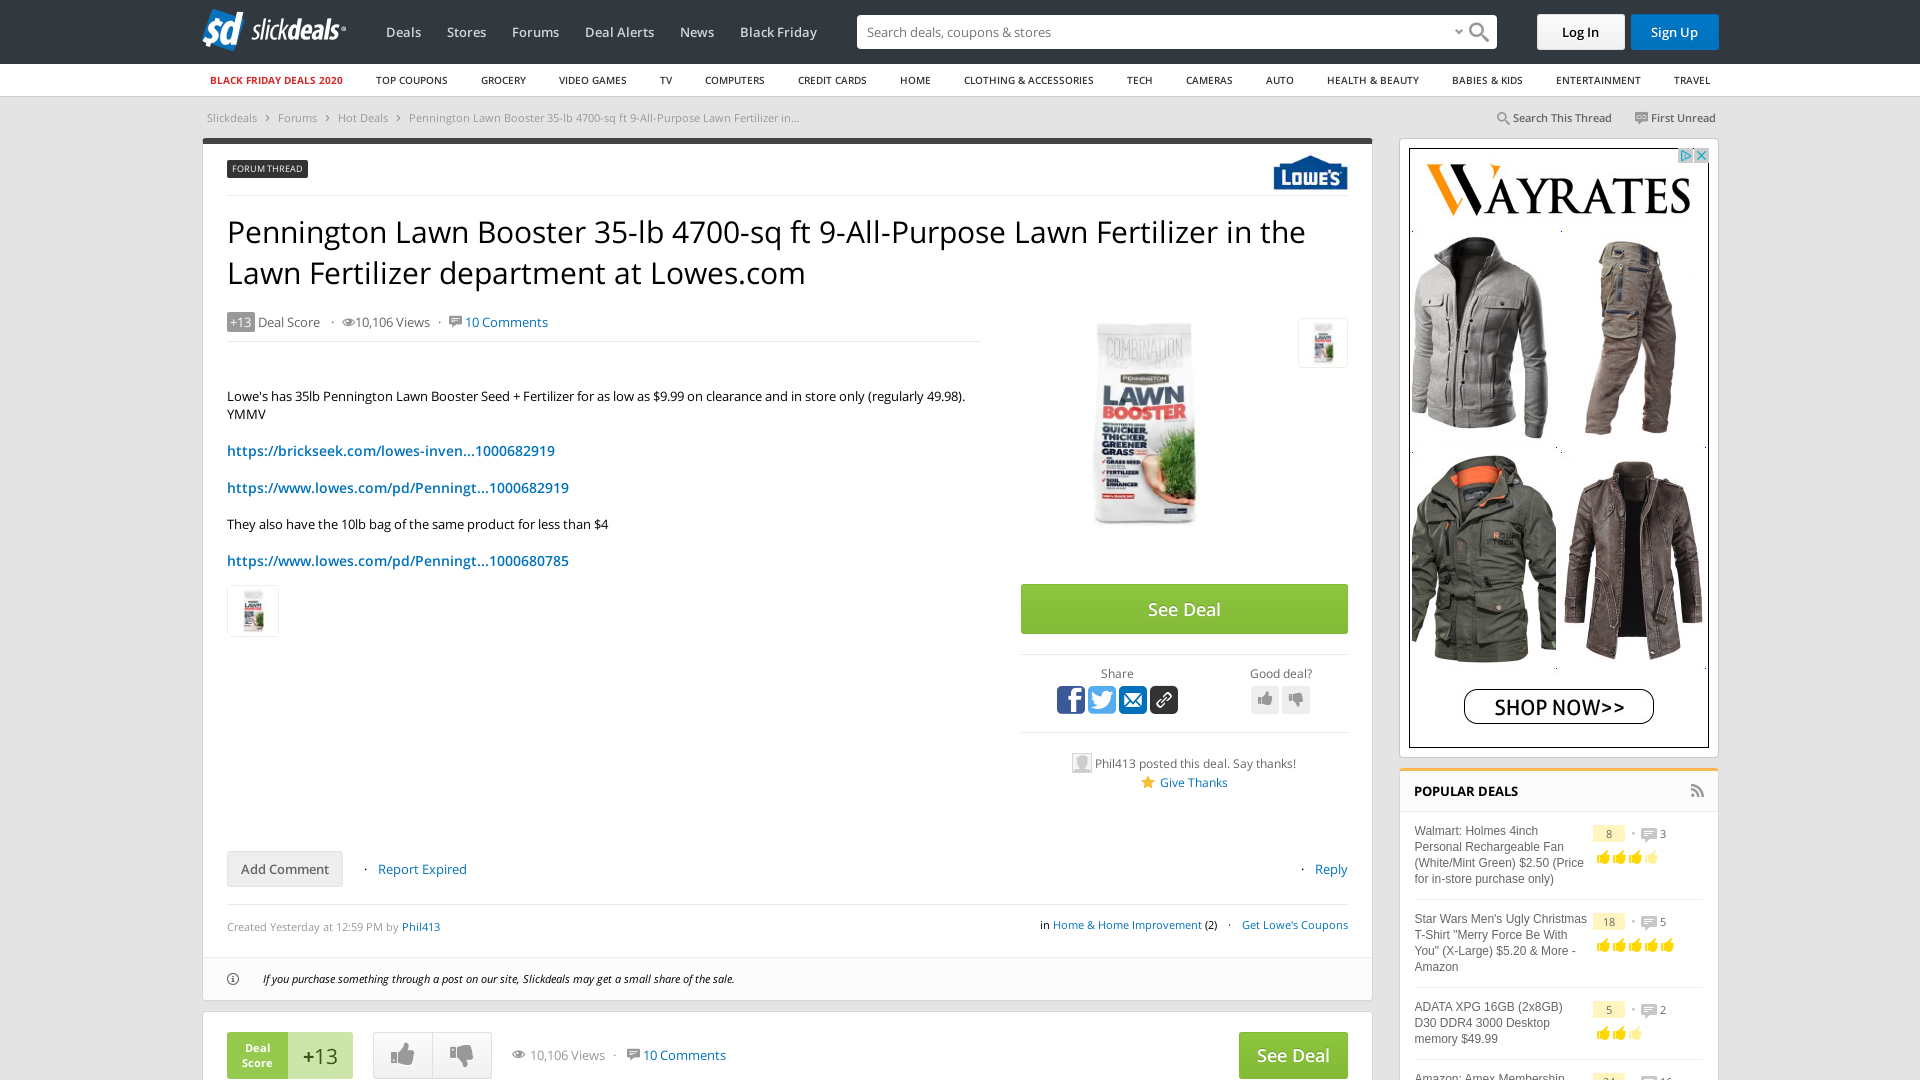 slickdeals
Deals
Stores
Forums
Deal Alerts
News
Black Friday
Search deals, coupons & stores
Log In
Sign Up
BLACK FRIDAY DEALS 2020
TOP COUPONS
GROCERY
VIDEO GAMES
TV
COMPUTERS
CREDIT CARDS
HOME
CLOTHING & ACCESSORIES
TECH
CAMERAS
AUTO
HEALTH & BEAUTY
BABIES & KIDS
ENTERTAINMENT
TRAVEL
Slickdeals › Forums › Hot Deals › Pennington Lawn Booster 35-lb 4700-sq ft 9-All-Purpose Lawn Fertilizer in...
Search This Thread
First Unread
FORUM THREAD
LOWE'S
Pennington Lawn Booster 35-lb 4700-sq ft 9-All-Purpose Lawn Fertilizer in the
Lawn Fertilizer department at Lowes.com
+13 Deal Score · 10,106 Views · 10 Comments
Lowe's has 35lb Pennington Lawn Booster Seed + Fertilizer for as low as $9.99 on clearance and in store only (regularly 49.98).
YMMV
https://brickseek.com/lowes-inven...1000682919
https://www.lowes.com/pd/Penningt...1000682919
They also have the 10lb bag of the same product for less than $4
https://www.lowes.com/pd/Penningt...1000680785
COMBINATION
PENNINGTON
LAWN
BOOSTER
QUICKER,
THICKER,
GREENER
GRASS
GRASS SEED
FERTILIZER
SOIL
ENHANCER
See Deal
Share
Good deal?
Phil413 posted this deal. Say thanks!
Give Thanks
Add Comment · Report Expired
· Reply
Created Yesterday at 12:59 PM by Phil413
in Home & Home Improvement (2) · Get Lowe's Coupons
If you purchase something through a post on our site, Slickdeals may get a small share of the sale.
Deal
Score
+13
10,106 Views · 10 Comments
See Deal
WAYRATES
SHOP NOW>>
POPULAR DEALS
Walmart: Holmes 4inch
Personal Rechargeable Fan
(White/Mint Green) $2.50 (Price
for in-store purchase only)
8 • 3
Star Wars Men's Ugly Christmas
T-Shirt "Merry Force Be With
You" (X-Large) $5.20 & More -
Amazon
18 • 5
ADATA XPG 16GB (2x8GB)
D30 DDR4 3000 Desktop
memory $49.99
5 • 2
Amazon: Amex Membership